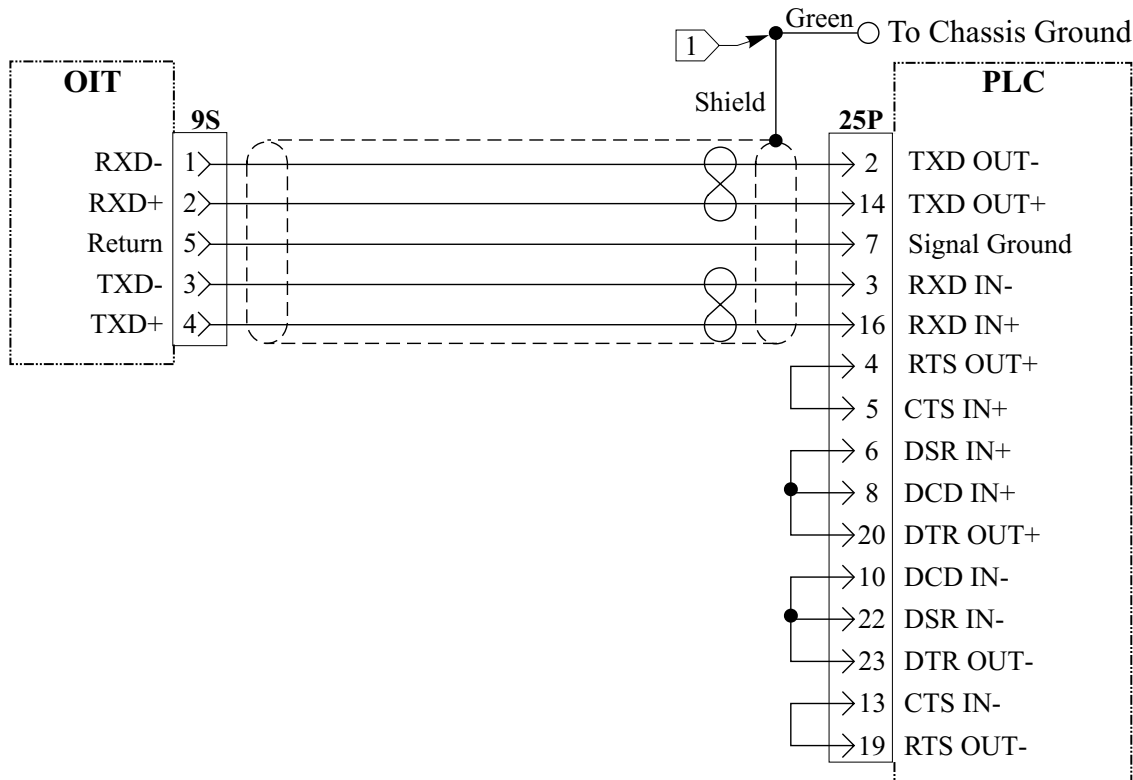 Green
To Chassis Ground
1
OIT
PLC
Shield
9S
25P
RXD- 1 2 TXD OUT-
RXD+ 2 14 TXD OUT+
Return 5 7 Signal Ground
TXD- 3 3 RXD IN-
TXD+ 4 16 RXD IN+
4 RTS OUT+
5 CTS IN+
6 DSR IN+
8 DCD IN+
20 DTR OUT+
10 DCD IN-
22 DSR IN-
23 DTR OUT-
13 CTS IN-
19 RTS OUT-